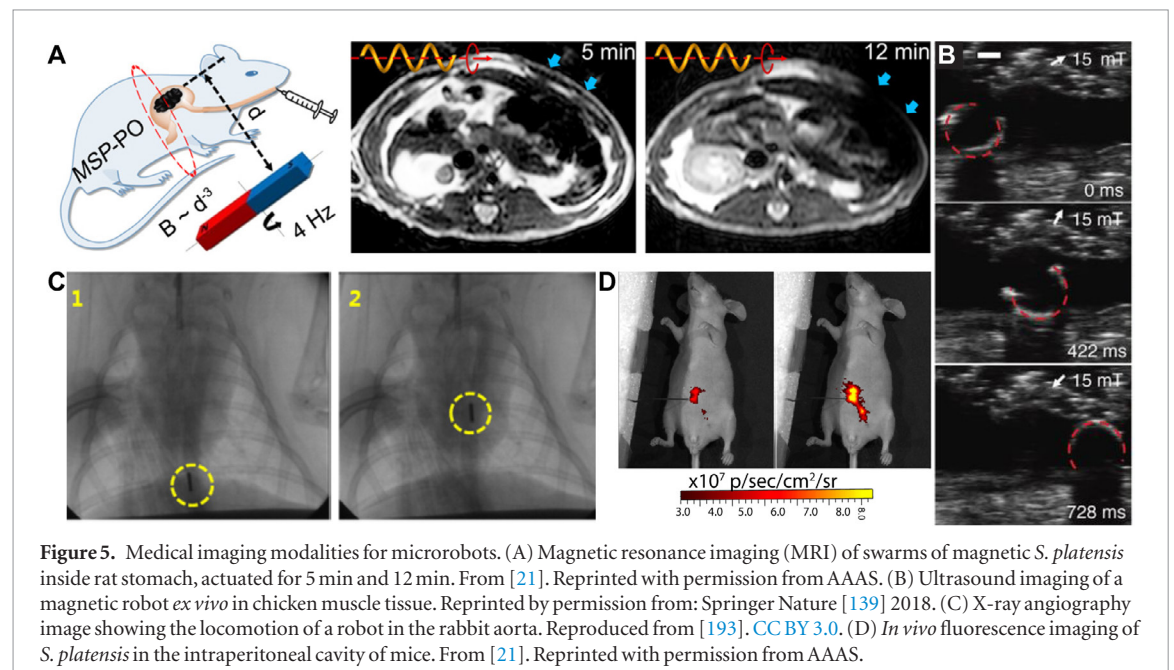 A
MSP-PO
d
B ~ d-3
4 Hz
5 min
12 min
B
15 mT
0 ms
15 mT
422 ms
15 mT
728 ms
C
1
2
D
x10⁷ p/sec/cm²/sr
3.0 4.0 5.0 6.0 7.0 8.0
Figure 5. Medical imaging modalities for microrobots. (A) Magnetic resonance imaging (MRI) of swarms of magnetic S. platensis
inside rat stomach, actuated for 5 min and 12 min. From [21]. Reprinted with permission from AAAS. (B) Ultrasound imaging of a
magnetic robot ex vivo in chicken muscle tissue. Reprinted by permission from: Springer Nature [139] 2018. (C) X-ray angiography
image showing the locomotion of a robot in the rabbit aorta. Reproduced from [193]. CC BY 3.0. (D) In vivo fluorescence imaging of
S. platensis in the intraperitoneal cavity of mice. From [21]. Reprinted with permission from AAAS.